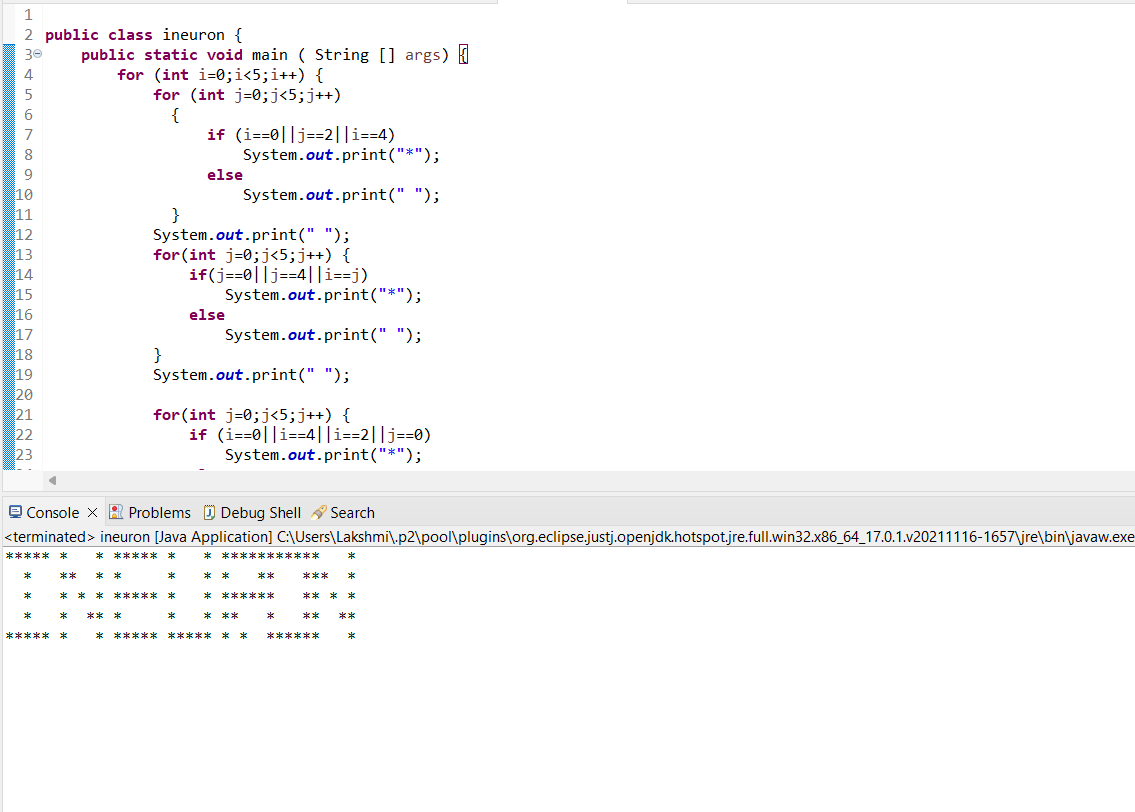 1
2 public class ineuron {
3 public static void main ( String [] args) {
4 for (int i=0;i<5;i++) {
5 for (int j=0;j<5;j++)
6 {
7 if (i==0||j==2||i==4)
8 System.out.print("*");
9 else
10 System.out.print(" ");
11 }
12 System.out.print(" ");
13 for(int j=0;j<5;j++) {
14 if(j==0||j==4||i==j)
15 System.out.print("*");
16 else
17 System.out.print(" ");
18 }
19 System.out.print(" ");
20
21 for(int j=0;j<5;j++) {
22 if (i==0||i==4||i==2||j==0)
23 System.out.print("*");
Console Problems Debug Shell Search
<terminated> ineuron [Java Application] C:\Users\Lakshmi\.p2\pool\plugins\org.eclipse.justj.openjdk.hotspot.jre.full.win32.x86_64_17.0.1.v20211116-1657\jre\bin\javaw.exe
***** *   * ***** *   * ***********   *
  *   **  * *     *   * *   **   ***  *
  *   * * * ***** *   * ******   ** * *
  *   *  ** *     *   * **   *   **  **
***** *   * ***** ***** * *  ******   *